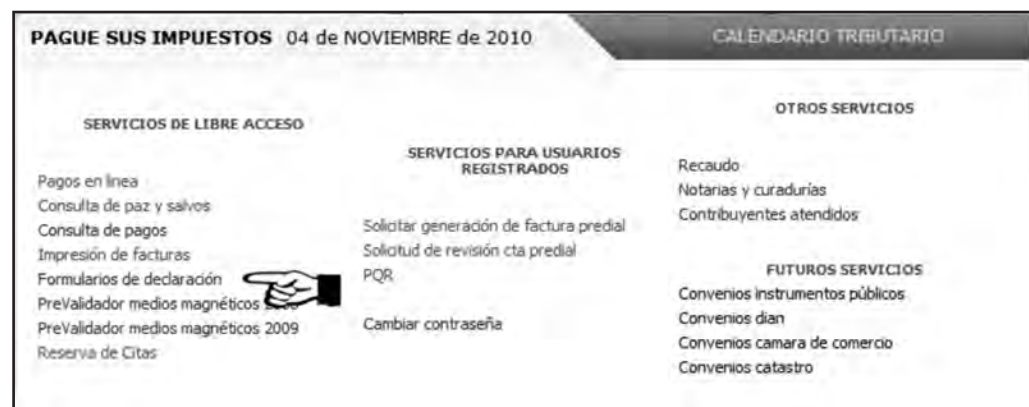 PAGUE SUS IMPUESTOS 04 de NOVIEMBRE de 2010
CALENDARIO TRIBUTARIO
SERVICIOS DE LIBRE ACCESO
Pagos en linea
Consulta de paz y salvos
Consulta de pagos
Impresión de facturas
Formularios de declaración
PreValidador medios magnéticos
PreValidador medios magnéticos 2009
Reserva de Citas
SERVICIOS PARA USUARIOS
REGISTRADOS
Solicitar generación de factura predial
Solicitud de revisión cta predial
PQR
Cambiar contraseña
OTROS SERVICIOS
Recaudo
Notarias y curadurías
Contribuyentes atendidos
FUTUROS SERVICIOS
Convenios instrumentos públicos
Convenios dian
Convenios camara de comercio
Convenios catastro